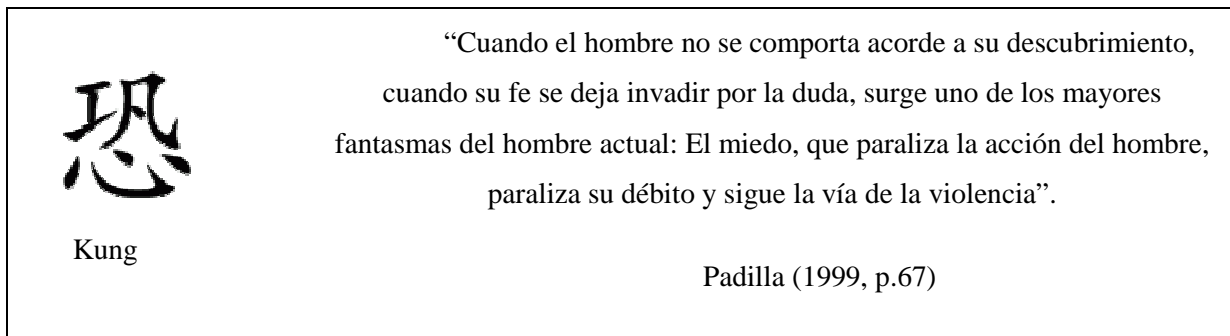 恐
Kung
“Cuando el hombre no se comporta acorde a su descubrimiento,
cuando su fe se deja invadir por la duda, surge uno de los mayores
fantasmas del hombre actual: El miedo, que paraliza la acción del hombre,
paraliza su débito y sigue la vía de la violencia”.
Padilla (1999, p.67)